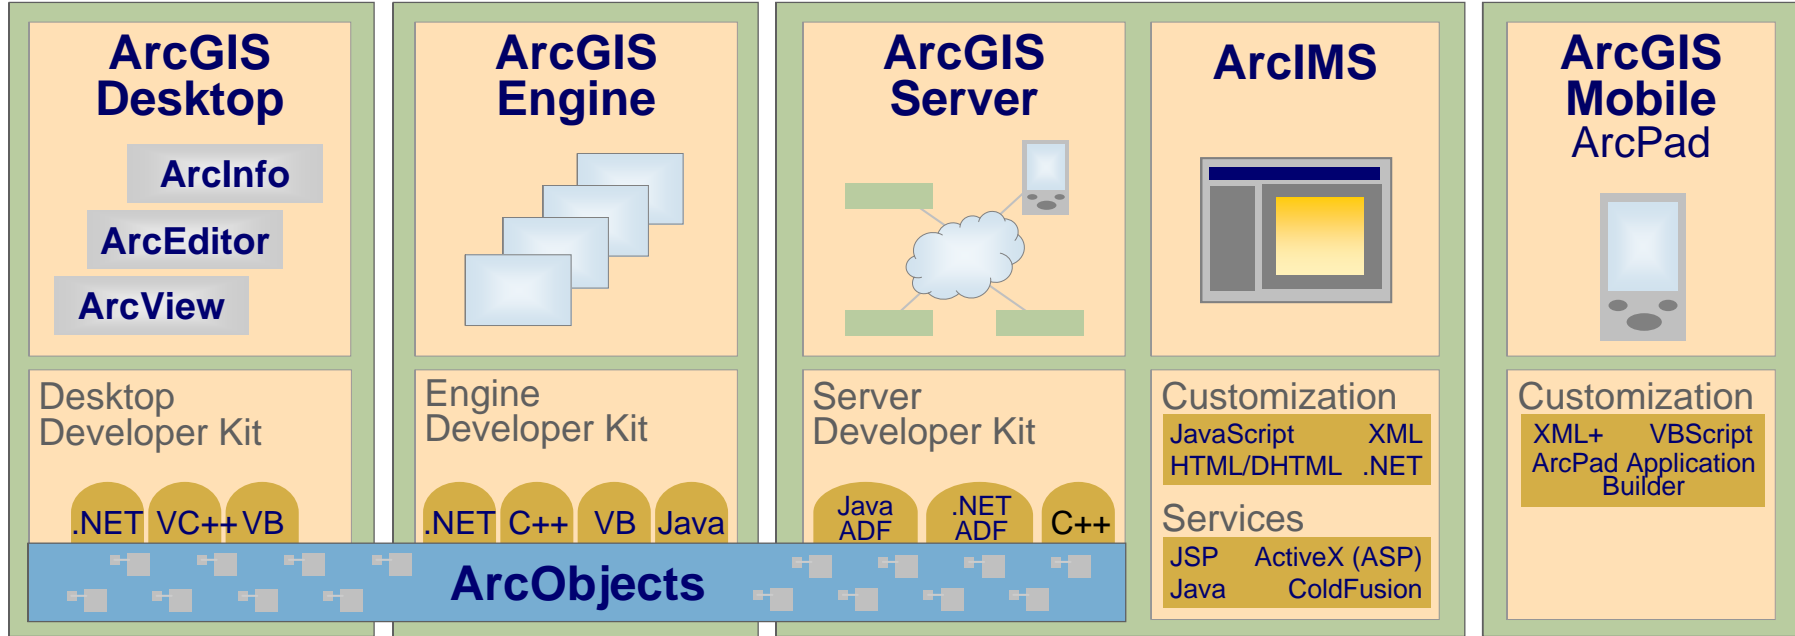 ArcGIS
Desktop
ArcInfo
ArcEditor
ArcView
Desktop
Developer Kit
.NET VC++ VB
ArcGIS
Engine
Engine
Developer Kit
.NET C++ VB Java
ArcGIS
Server
Server
Developer Kit
Java
ADF
.NET
ADF
C++
ArcObjects
ArcIMS
Customization
JavaScript XML
HTML/DHTML .NET
Services
JSP ActiveX (ASP)
Java ColdFusion
ArcGIS
Mobile
ArcPad
Customization
XML+ VBScript
ArcPad Application
Builder